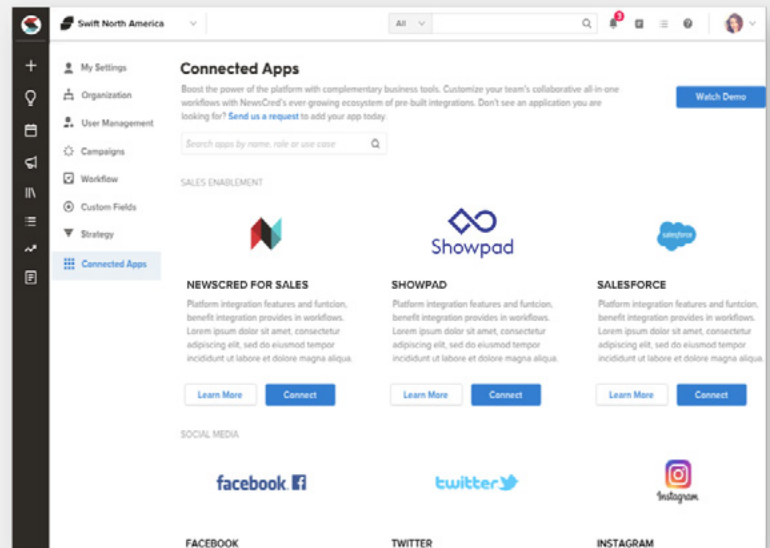 Swift North America
All
3
My Settings
Organization
User Management
Campaigns
Workflow
Custom Fields
Strategy
Connected Apps
Connected Apps
Boost the power of the platform with complementary business tools. Customize your team's collaborative all-in-one
workflows with NewsCred's ever-growing ecosystem of pre-built integrations. Don't see an application you are
looking for? Send us a request to add your app today.
Watch Demo
Search apps by name, role or use case
SALES ENABLEMENT
Showpad
salesforce
NEWSCRED FOR SALES
Platform integration features and funtcion,
benefit integration provides in workflows.
Lorem ipsum dolor sit amet, consectetur
adipiscing elit, sed do eiusmod tempor
incididunt ut labore et dolore magna aliqua.
Learn More
Connect
SHOWPAD
Platform integration features and funtcion,
benefit integration provides in workflows.
Lorem ipsum dolor sit amet, consectetur
adipiscing elit, sed do eiusmod tempor
incididunt ut labore et dolore magna aliqua.
Learn More
Connect
SALESFORCE
Platform integration features and funtcion,
benefit integration provides in workflows.
Lorem ipsum dolor sit amet, consectetur
adipiscing elit, sed do eiusmod tempor
incididunt ut labore et dolore magna aliqua.
Learn More
Connect
SOCIAL MEDIA
facebook
twitter
Instagram
FACEBOOK
TWITTER
INSTAGRAM